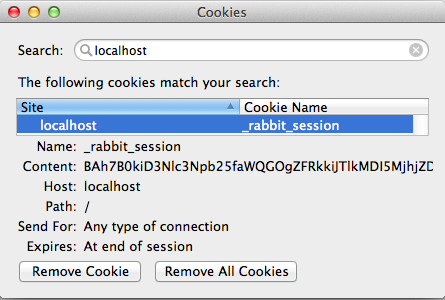 Cookies
Search: localhost
The following cookies match your search:
Site Cookie Name
localhost _rabbit_session
Name: _rabbit_session
Content: BAh7B0kiD3Nlc3Npb25faWQGOgZFRkkiJTlkMDI5MjhjZD
Host: localhost
Path: /
Send For: Any type of connection
Expires: At end of session
Remove Cookie Remove All Cookies